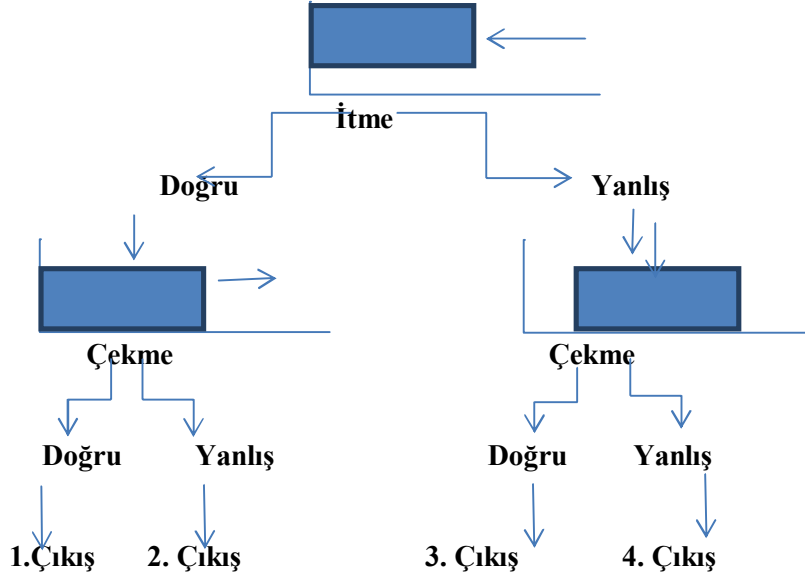 İtme
Doğru Yanlış
Çekme Çekme
Doğru Yanlış Doğru Yanlış
1.Çıkış 2. Çıkış 3. Çıkış 4. Çıkış